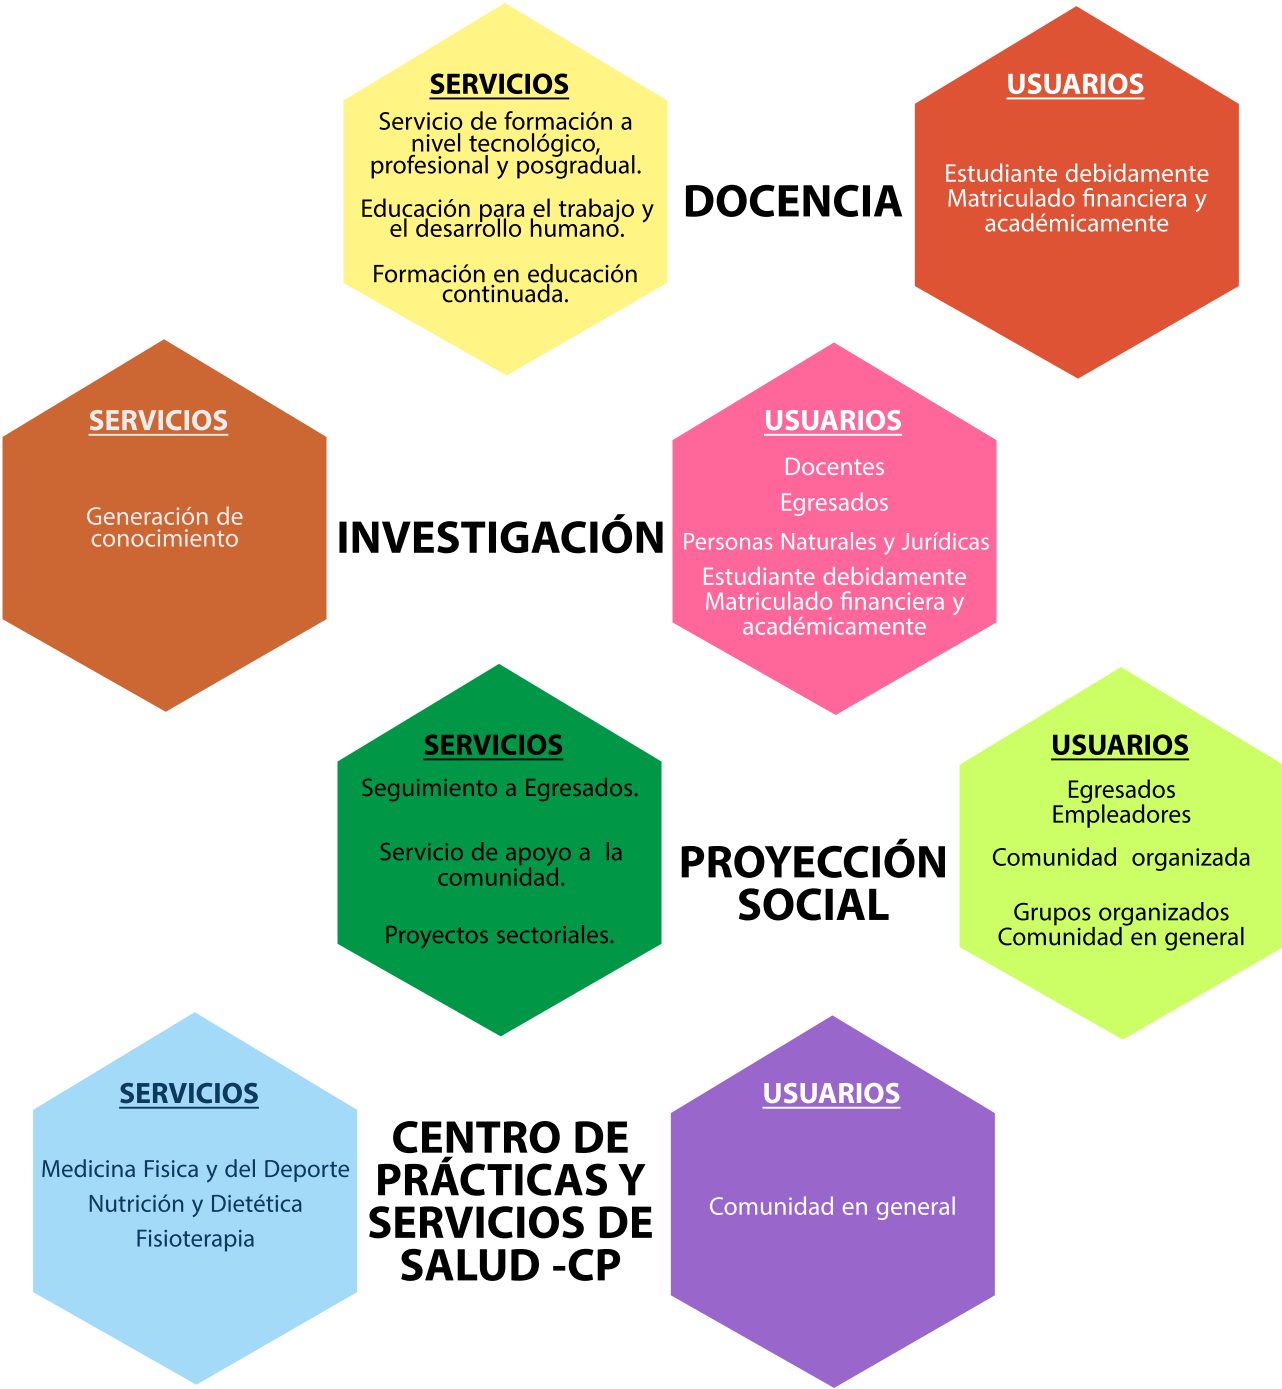 SERVICIOS
Servicio de formación a
nivel tecnológico,
profesional y posgradual.
Educación para el trabajo y
el desarrollo humano.
Formación en educación
continuada.
DOCENCIA
USUARIOS
Estudiante debidamente
Matriculado financiera y
académicamente
SERVICIOS
Generación de
conocimiento
INVESTIGACIÓN
USUARIOS
Docentes
Egresados
Personas Naturales y Jurídicas
Estudiante debidamente
Matriculado financiera y
académicamente
SERVICIOS
Seguimiento a Egresados.
Servicio de apoyo a  la
comunidad.
Proyectos sectoriales.
PROYECCIÓN
SOCIAL
USUARIOS
Egresados
Empleadores
Comunidad  organizada
Grupos organizados
Comunidad en general
SERVICIOS
Medicina Fisica y del Deporte
Nutrición y Dietética
Fisioterapia
CENTRO DE
PRÁCTICAS Y
SERVICIOS DE
SALUD -CP
USUARIOS
Comunidad en general